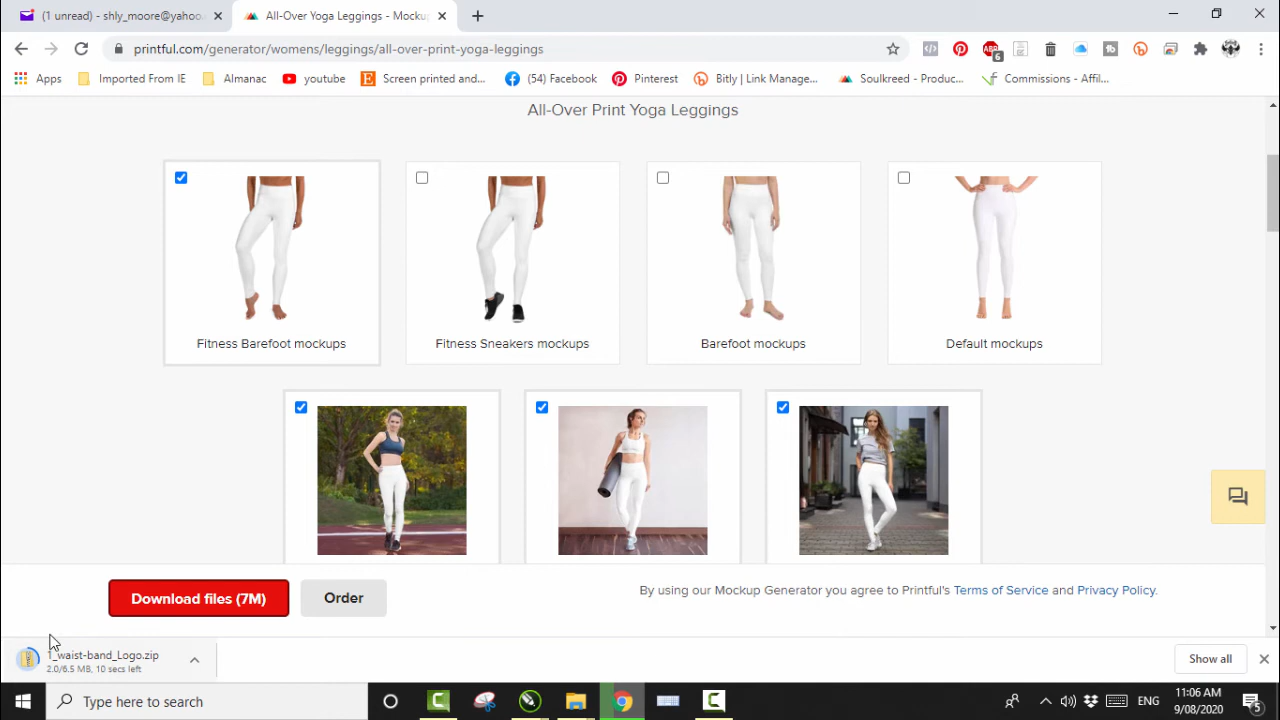 (1 unread) - shly_moore@yahoo.
All-Over Yoga Leggings - Mockup
printful.com/generator/womens/leggings/all-over-print-yoga-leggings
ABP
6
Apps
Imported From IE
Almanac
youtube
Screen printed and...
(54) Facebook
Pinterest
Bitly | Link Manage...
Soulkreed - Produc...
Commissions - Affil...
All-Over Print Yoga Leggings
Fitness Barefoot mockups
Fitness Sneakers mockups
Barefoot mockups
Default mockups
Download files (7M)
Order
By using our Mockup Generator you agree to Printful's Terms of Service and Privacy Policy.
1_waist-band_Logo.zip
2.0/6.5 MB, 10 secs left
Show all
Type here to search
ENG
11:06 AM
9/08/2020
5